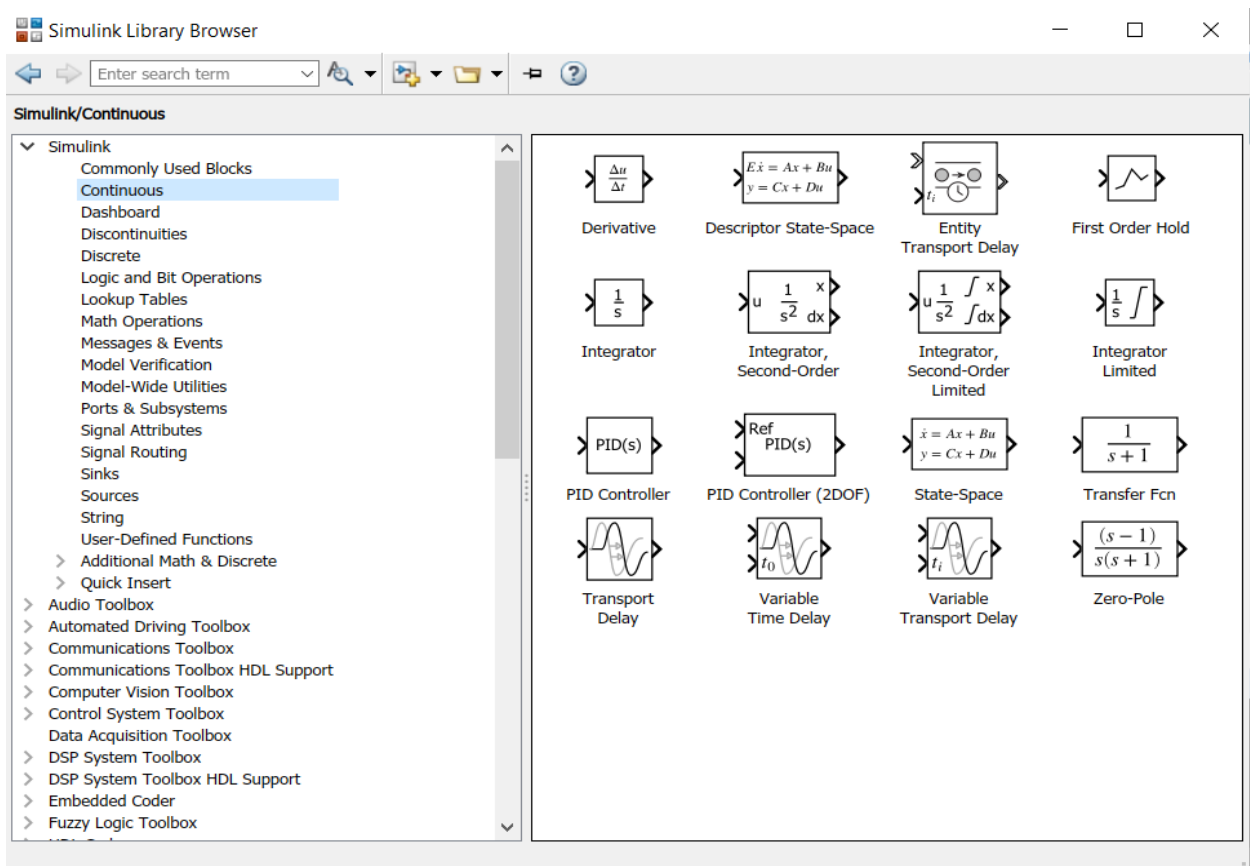 Simulink Library Browser
Enter search term
Simulink/Continuous
Simulink
Commonly Used Blocks
Continuous
Dashboard
Discontinuities
Discrete
Logic and Bit Operations
Lookup Tables
Math Operations
Messages & Events
Model Verification
Model-Wide Utilities
Ports & Subsystems
Signal Attributes
Signal Routing
Sinks
Sources
String
User-Defined Functions
Additional Math & Discrete
Quick Insert
Audio Toolbox
Automated Driving Toolbox
Communications Toolbox
Communications Toolbox HDL Support
Computer Vision Toolbox
Control System Toolbox
Data Acquisition Toolbox
DSP System Toolbox
DSP System Toolbox HDL Support
Embedded Coder
Fuzzy Logic Toolbox
Δu
Δt
Derivative
Eẋ = Ax + Bu
y = Cx + Du
Descriptor State-Space
tᵢ
Entity
Transport Delay
First Order Hold
1
s
Integrator
u 1 x
s² dx
Integrator,
Second-Order
u 1 ∫ x
s² ∫dx
Integrator,
Second-Order
Limited
1 ∫
s
Integrator
Limited
PID(s)
PID Controller
Ref
PID(s)
PID Controller (2DOF)
ẋ = Ax + Bu
y = Cx + Du
State-Space
1
s + 1
Transfer Fcn
Transport
Delay
t₀
Variable
Time Delay
tᵢ
Variable
Transport Delay
(s − 1)
s(s + 1)
Zero-Pole